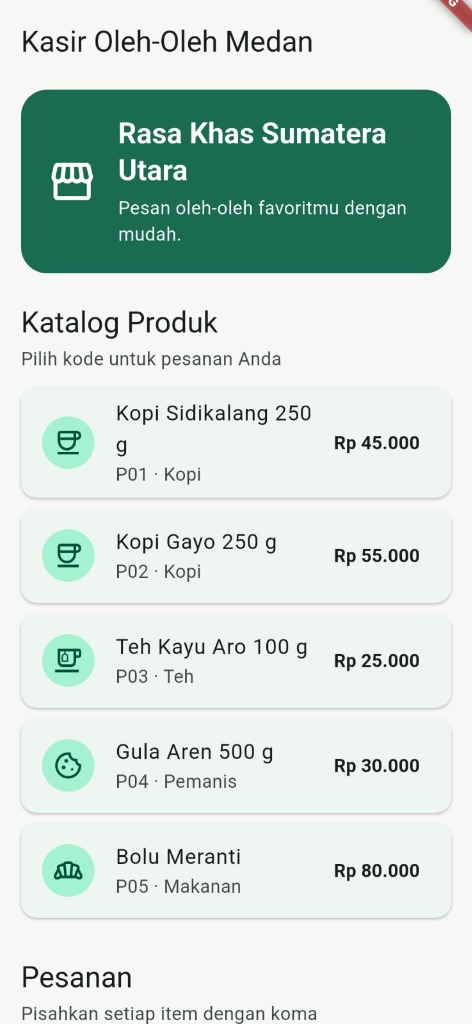 Kasir Oleh-Oleh Medan
Rasa Khas Sumatera
Utara
Pesan oleh-oleh favoritmu dengan
mudah.
Katalog Produk
Pilih kode untuk pesanan Anda
Kopi Sidikalang 250
g
P01 · Kopi
Rp 45.000
Kopi Gayo 250 g
P02 · Kopi
Rp 55.000
Teh Kayu Aro 100 g
P03 · Teh
Rp 25.000
Gula Aren 500 g
P04 · Pemanis
Rp 30.000
Bolu Meranti
P05 · Makanan
Rp 80.000
Pesanan
Pisahkan setiap item dengan koma